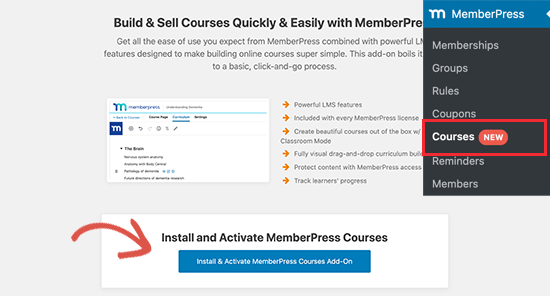 Build & Sell Courses Quickly & Easily with MemberPres
Get all the ease of use you expect from MemberPress combined with powerful LM
features designed to make building online courses super simple. This add-on boils it
to a basic, click-and-go process.
memberpress
Understanding Dementia
< Back to Courses
Course Page
Curriculum
Settings
The Brain
Nervous system anatomy
Anatomy with Body Central
Pathology of dementia
Future directions of dementia research
Powerful LMS features
Included with every MemberPress license
Create beautiful courses out of the box w/
Classroom Mode
Fully visual drag-and-drop curriculum buil
Protect content with MemberPress access
Track learners' progress
Install and Activate MemberPress Courses
Install & Activate MemberPress Courses Add-On
MemberPress
Memberships
Groups
Rules
Coupons
Courses NEW
Reminders
Members